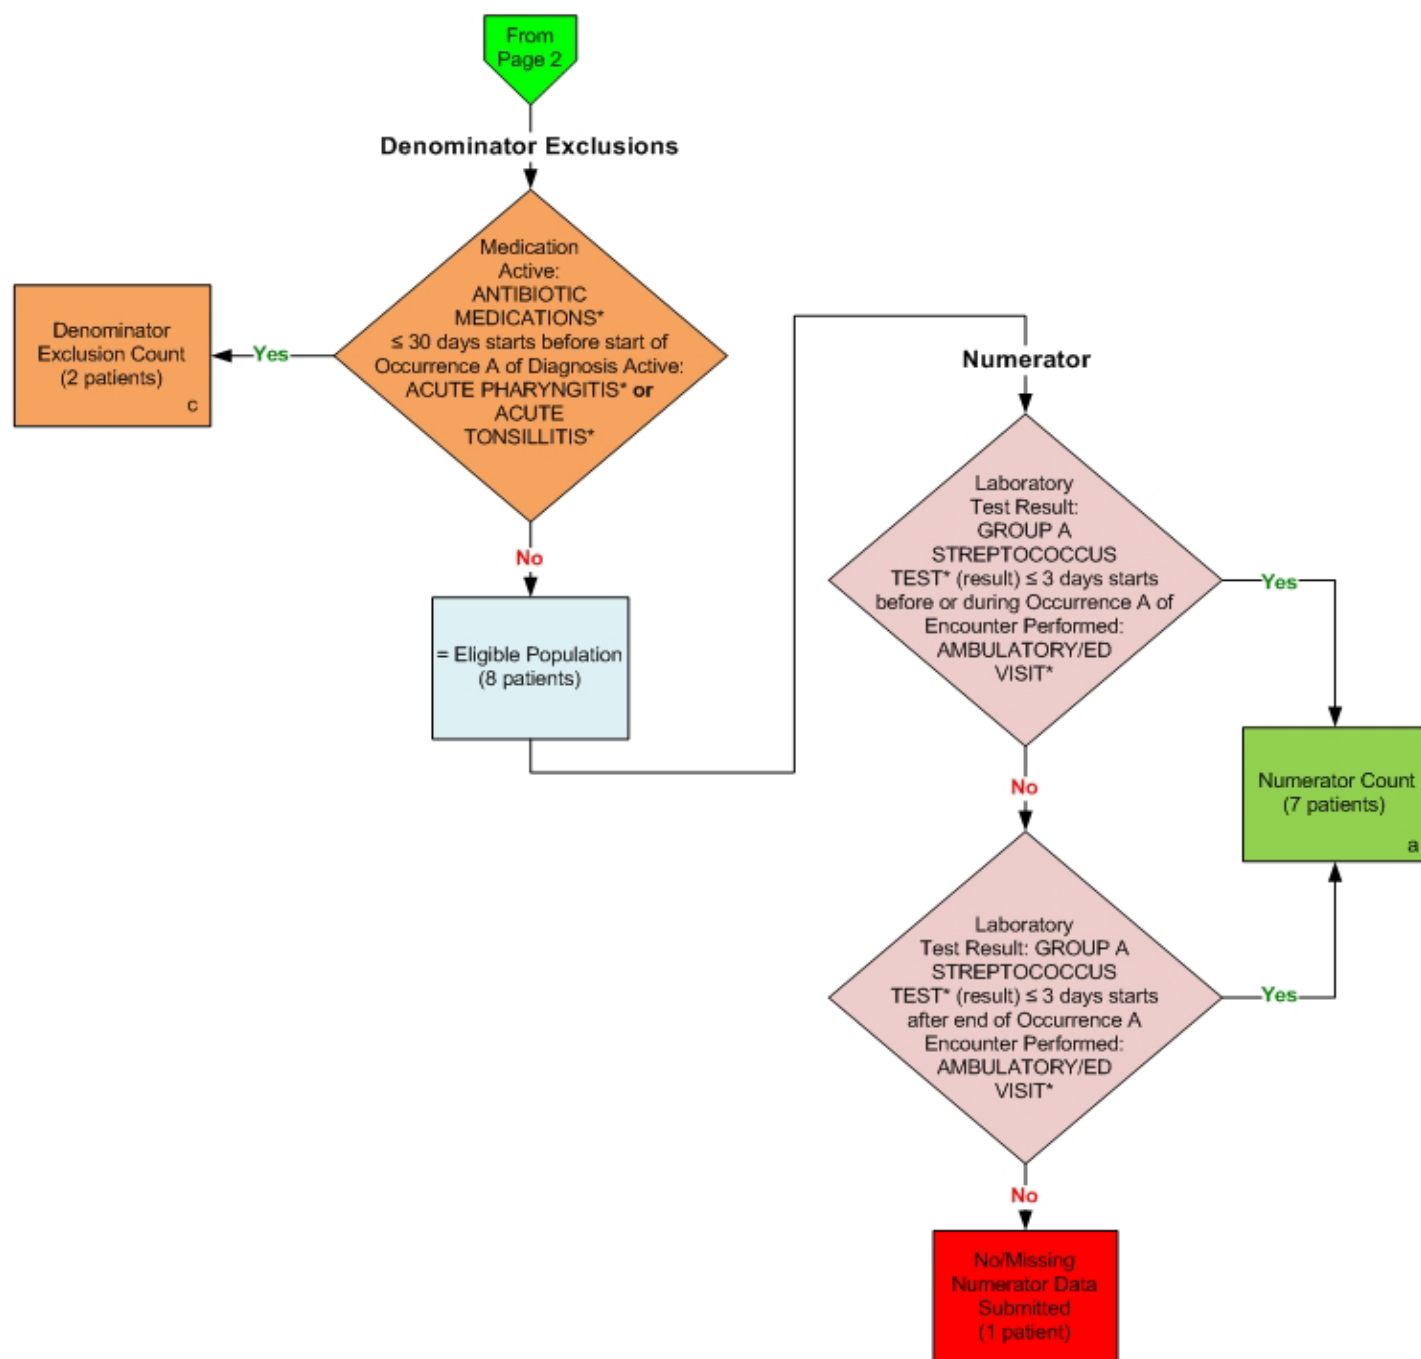 From
Page 2
Denominator Exclusions
Medication
Active:
ANTIBIOTIC
MEDICATIONS*
≤ 30 days starts before start of
Occurrence A of Diagnosis Active:
ACUTE PHARYNGITIS* or
ACUTE
TONSILLITIS*
Yes
Denominator
Exclusion Count
(2 patients)
c
No
= Eligible Population
(8 patients)
Numerator
Laboratory
Test Result:
GROUP A
STREPTOCOCCUS
TEST* (result) ≤ 3 days starts
before or during Occurrence A of
Encounter Performed:
AMBULATORY/ED
VISIT*
Yes
Numerator Count
(7 patients)
a
No
Laboratory
Test Result: GROUP A
STREPTOCOCCUS
TEST* (result) ≤ 3 days starts
after end of Occurrence A
Encounter Performed:
AMBULATORY/ED
VISIT*
Yes
No
No/Missing
Numerator Data
Submitted
(1 patient)